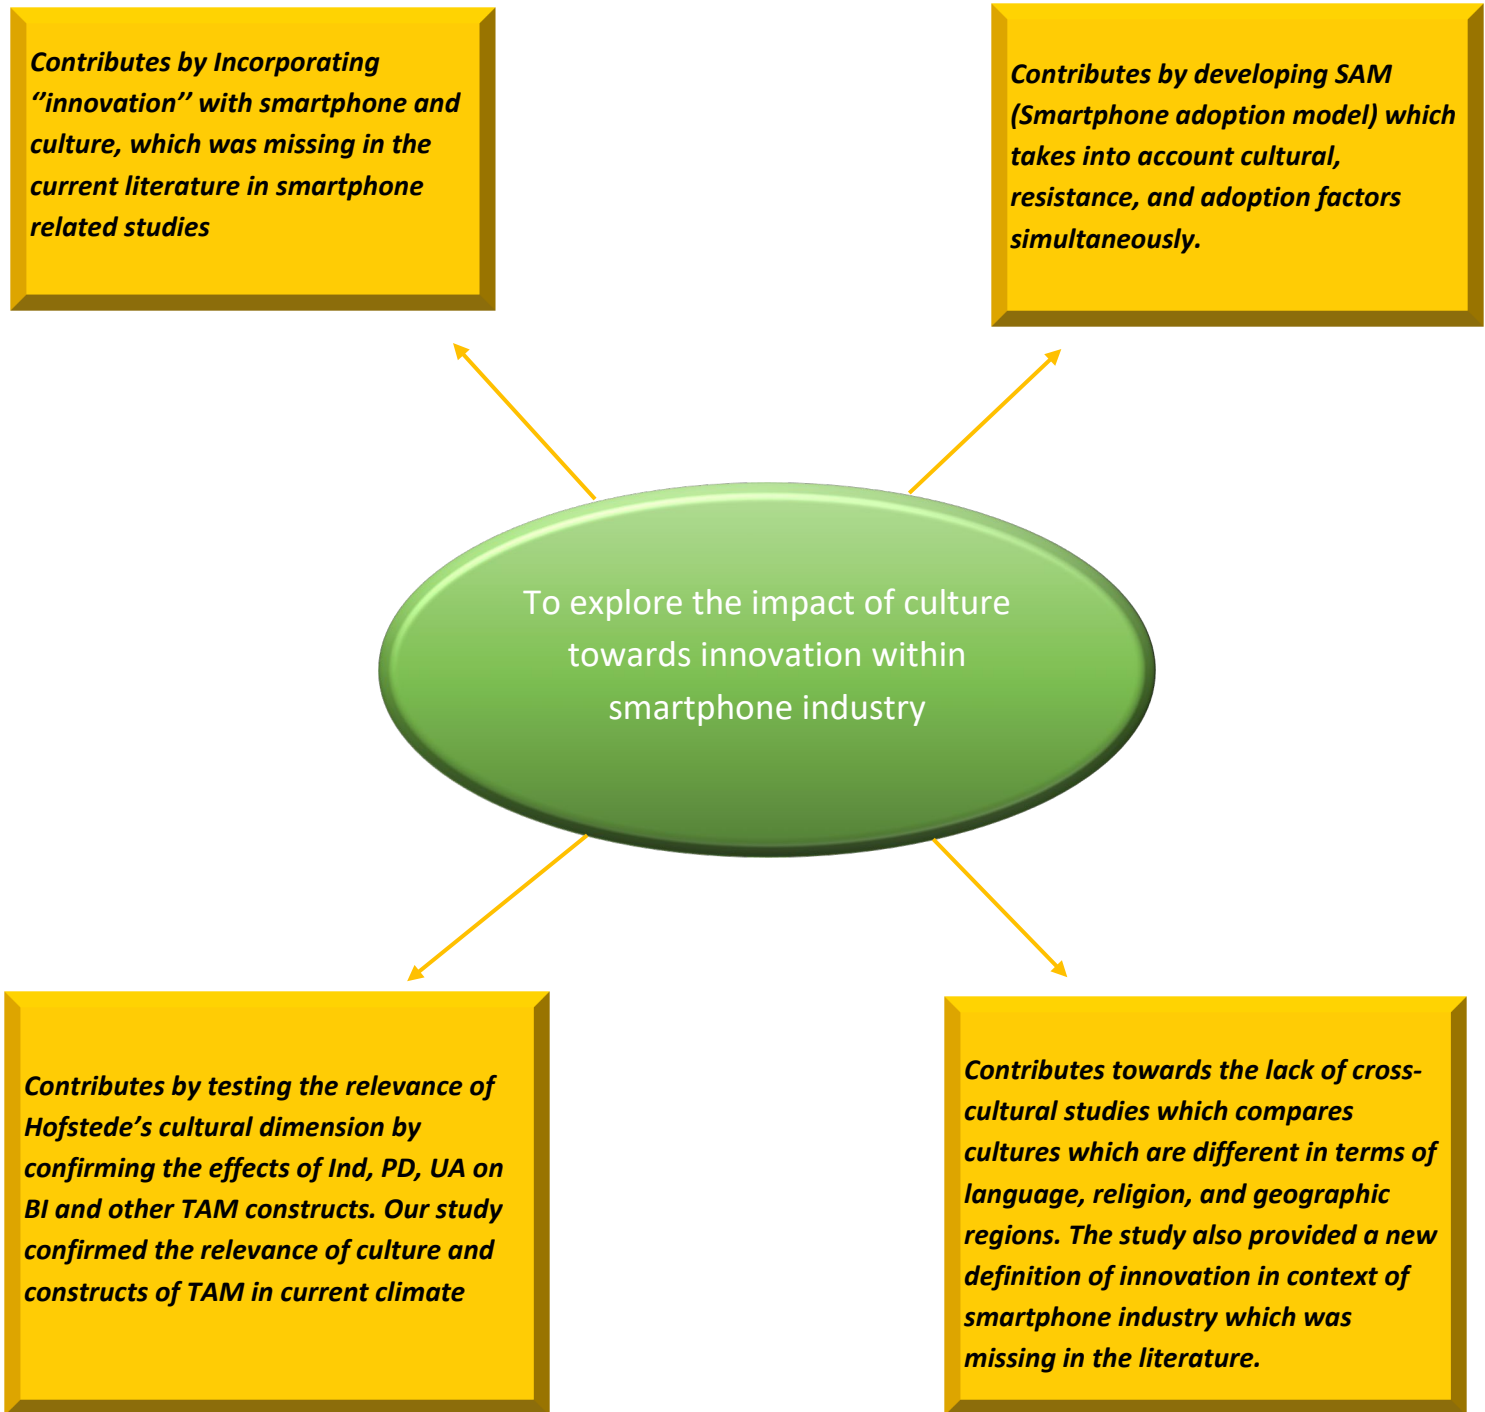 Contributes by Incorporating
‘’innovation’’ with smartphone and
culture, which was missing in the
current literature in smartphone
related studies
Contributes by developing SAM
(Smartphone adoption model) which
takes into account cultural,
resistance, and adoption factors
simultaneously.
To explore the impact of culture
towards innovation within
smartphone industry
Contributes by testing the relevance of
Hofstede’s cultural dimension by
confirming the effects of Ind, PD, UA on
BI and other TAM constructs. Our study
confirmed the relevance of culture and
constructs of TAM in current climate
Contributes towards the lack of cross-
cultural studies which compares
cultures which are different in terms of
language, religion, and geographic
regions. The study also provided a new
definition of innovation in context of
smartphone industry which was
missing in the literature.